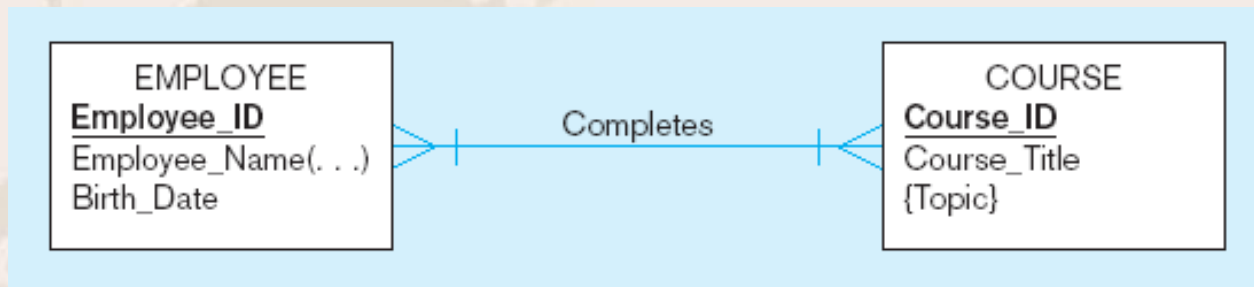 EMPLOYEE
Employee_ID
Employee_Name(. . .)
Birth_Date
Completes
COURSE
Course_ID
Course_Title
{Topic}